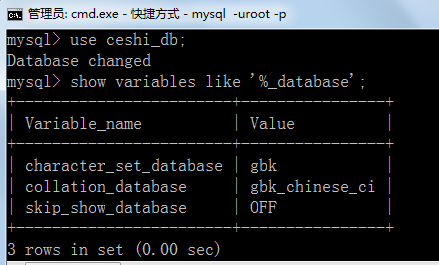 管理员: cmd.exe - 快捷方式 - mysql -uroot -p
mysql> use ceshi_db;
Database changed
mysql> show variables like '%_database';
+------------------------+----------------+
| Variable_name          | Value          |
+------------------------+----------------+
| character_set_database | gbk            |
| collation_database     | gbk_chinese_ci |
| skip_show_database     | OFF            |
+------------------------+----------------+
3 rows in set (0.00 sec)